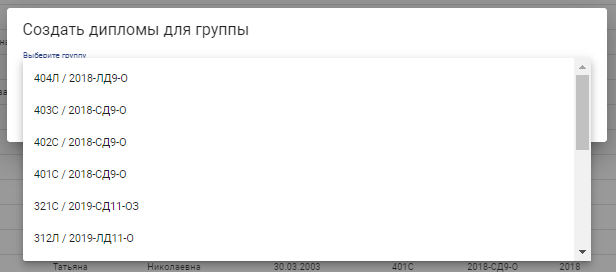 Создать дипломы для группы
Выберите группу
404Л / 2018-ЛД9-О
403С / 2018-СД9-О
402С / 2018-СД9-О
401С / 2018-СД9-О
321С / 2019-СД11-ОЗ
312Л / 2019-ЛД11-О
Татьяна Николаевна 30.03.2003 401С 2018-СД9-О 2018